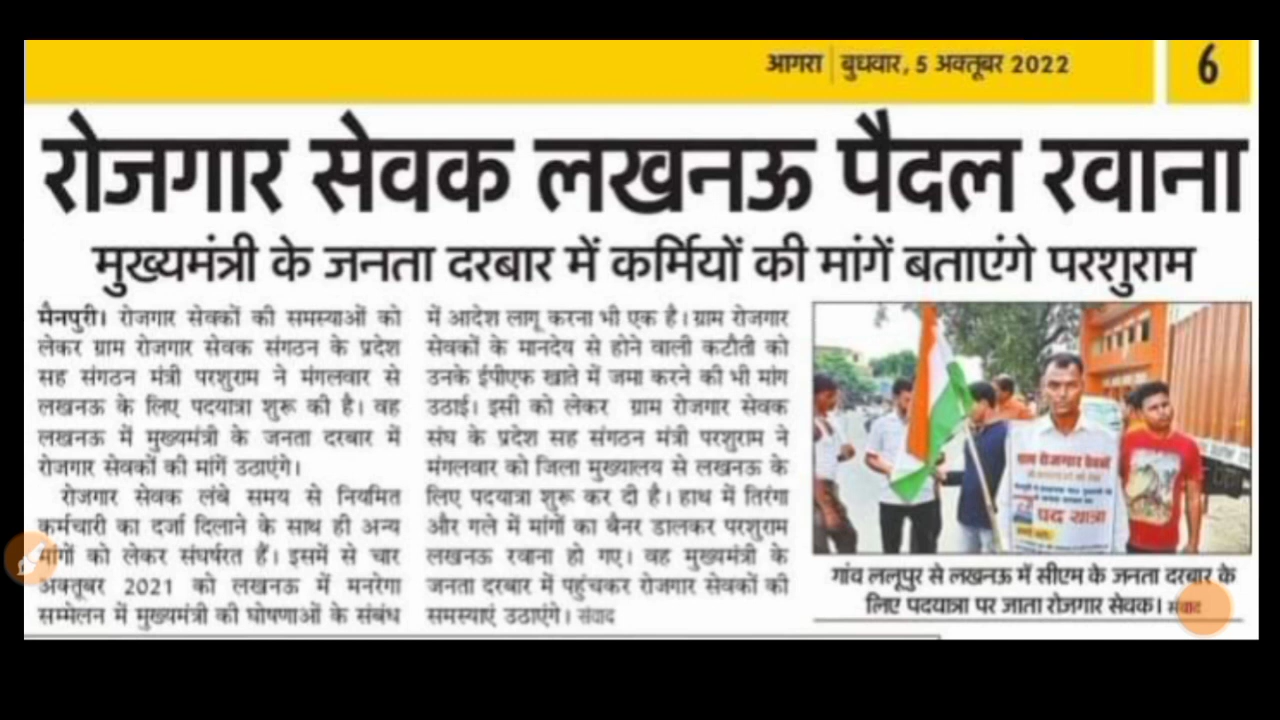 आगरा | बुधवार, 5 अक्तूबर 2022
6
रोजगार सेवक लखनऊ पैदल रवाना
मुख्यमंत्री के जनता दरबार में कर्मियों की मांगें बताएंगे परशुराम
मैनपुरी। रोजगार सेवकों की समस्याओं को
लेकर ग्राम रोजगार सेवक संगठन के प्रदेश
सह संगठन मंत्री परशुराम ने मंगलवार से
लखनऊ के लिए पदयात्रा शुरू की है। वह
लखनऊ में मुख्यमंत्री के जनता दरबार में
रोजगार सेवकों की मांगें उठाएंगे।
रोजगार सेवक लंबे समय से नियमित
कर्मचारी का दर्जा दिलाने के साथ ही अन्य
मांगों को लेकर संघर्षरत हैं। इसमें से चार
अक्तूबर 2021 को लखनऊ में मनरेगा
सम्मेलन में मुख्यमंत्री की घोषणाओं के संबंध
में आदेश लागू करना भी एक है। ग्राम रोजगार
सेवकों के मानदेय से होने वाली कटौती को
उनके ईपीएफ खाते में जमा करने की भी मांग
उठाई। इसी को लेकर ग्राम रोजगार सेवक
संघ के प्रदेश सह संगठन मंत्री परशुराम ने
मंगलवार को जिला मुख्यालय से लखनऊ के
लिए पदयात्रा शुरू कर दी है। हाथ में तिरंगा
और गले में मांगों का बैनर डालकर परशुराम
लखनऊ रवाना हो गए। वह मुख्यमंत्री के
जनता दरबार में पहुंचकर रोजगार सेवकों की
समस्याएं उठाएंगे। संवाद
ग्राम रोजगार सेवकों
पद यात्रा
गांव ललूपुर से लखनऊ में सीएम के जनता दरबार के
लिए पदयात्रा पर जाता रोजगार सेवक। संवाद